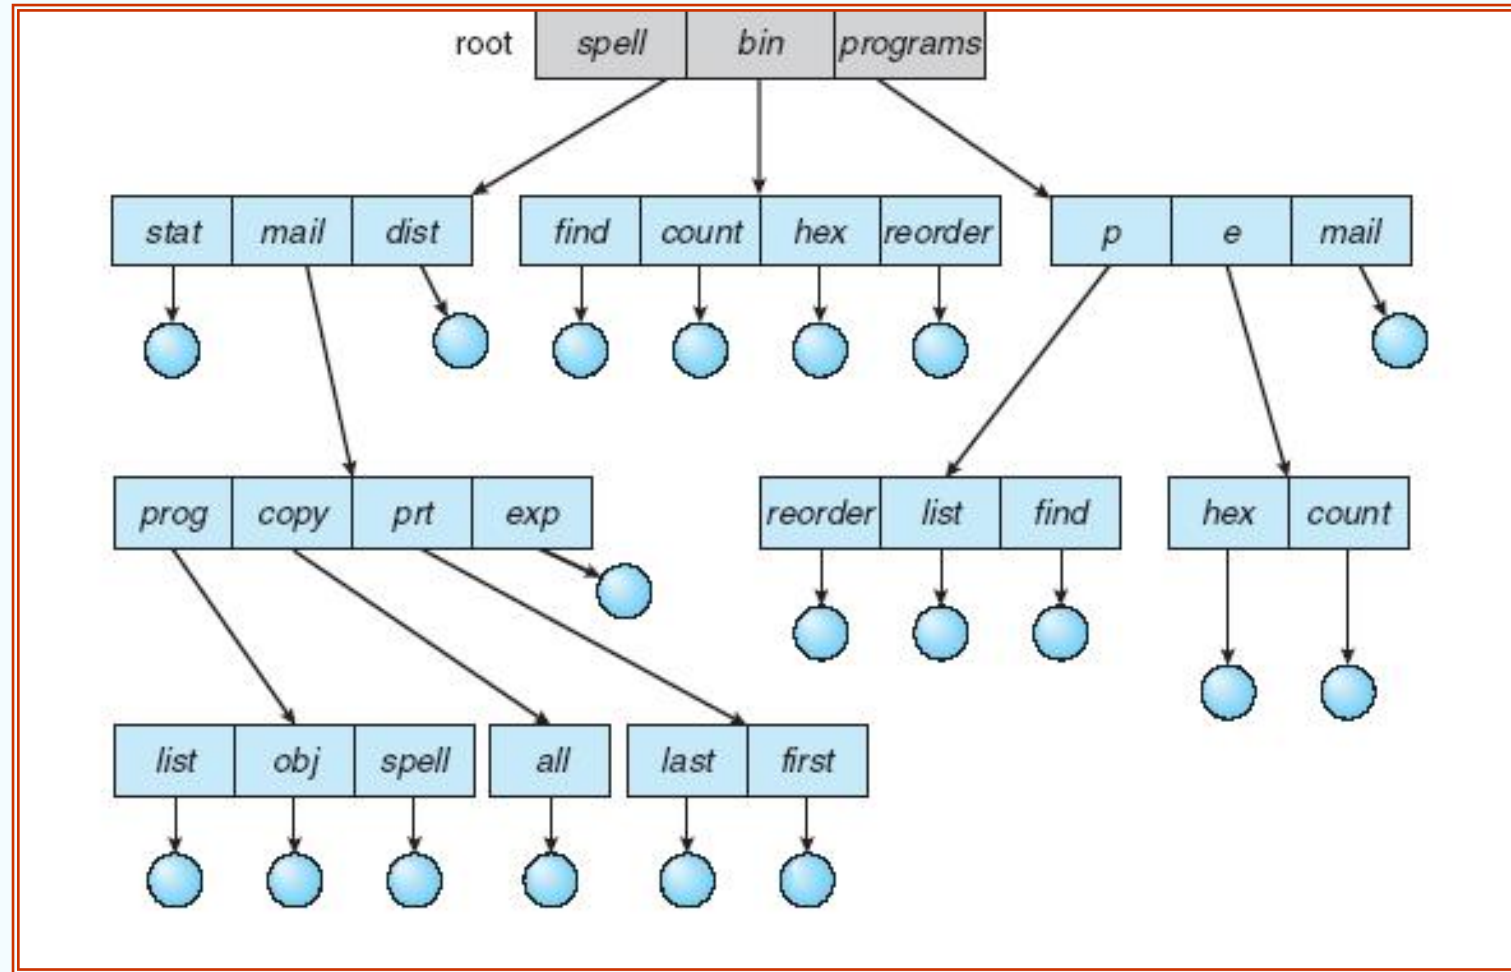 root spell bin programs
stat mail dist find count hex reorder p e mail
prog copy prt exp reorder list find hex count
list obj spell all last first